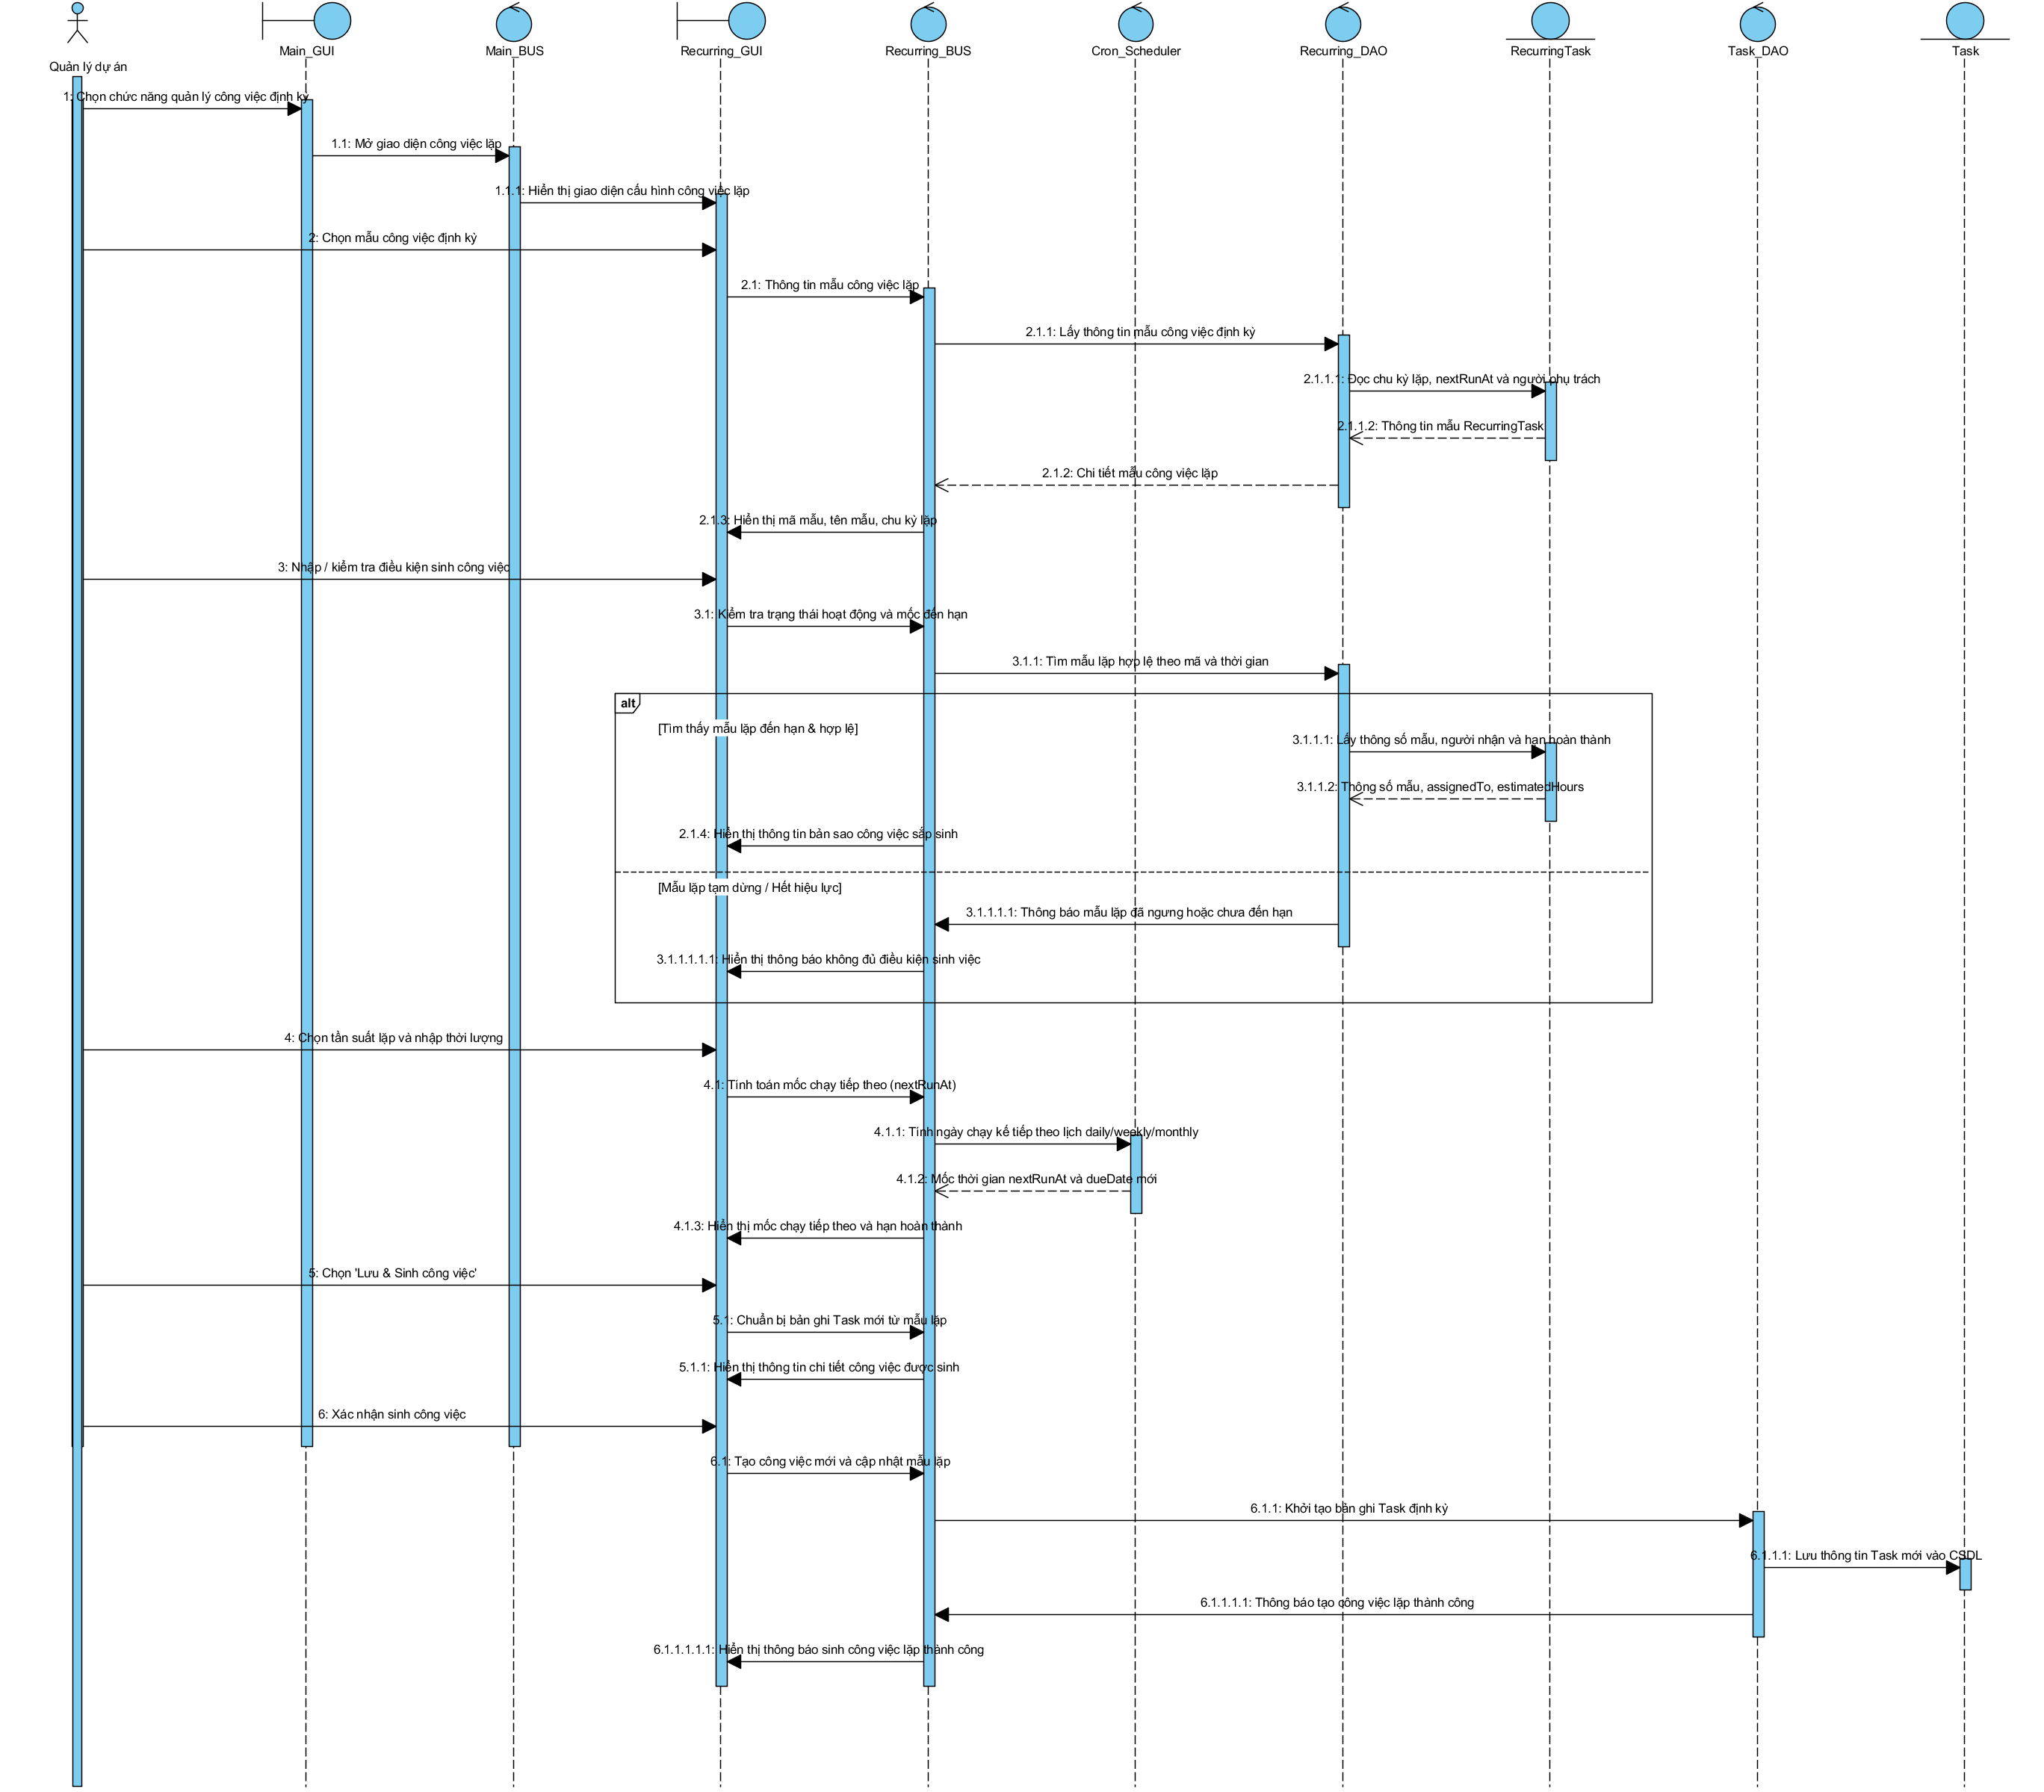 Main_GUI
Main_BUS
Recurring_GUI
Recurring_BUS
Cron_Scheduler
Recurring_DAO
RecurringTask
Task_DAO
Task
Quản lý dự án
1: Chọn chức năng quản lý công việc định kỳ
1.1: Mở giao diện công việc lặp
1.1.1: Hiển thị giao diện cấu hình công việc lặp
2: Chọn mẫu công việc định kỳ
2.1: Thông tin mẫu công việc lặp
2.1.1: Lấy thông tin mẫu công việc định kỳ
2.1.1.1: Đọc chu kỳ lặp, nextRunAt và người phụ trách
2.1.1.2: Thông tin mẫu RecurringTask
2.1.2: Chi tiết mẫu công việc lặp
2.1.3: Hiển thị mã mẫu, tên mẫu, chu kỳ lặp
3: Nhập / kiểm tra điều kiện sinh công việc
3.1: Kiểm tra trạng thái hoạt động và mốc đến hạn
3.1.1: Tìm mẫu lặp hợp lệ theo mã và thời gian
alt
[Tìm thấy mẫu lặp đến hạn & hợp lệ]
3.1.1.1: Lấy thông số mẫu, người nhận và hạn hoàn thành
3.1.1.2: Thông số mẫu, assignedTo, estimatedHours
2.1.4: Hiển thị thông tin bản sao công việc sắp sinh
[Mẫu lặp tạm dừng / Hết hiệu lực]
3.1.1.1.1: Thông báo mẫu lặp đã ngưng hoặc chưa đến hạn
3.1.1.1.1.1: Hiển thị thông báo không đủ điều kiện sinh việc
4: Chọn tần suất lặp và nhập thời lượng
4.1: Tính toán mốc chạy tiếp theo (nextRunAt)
4.1.1: Tính ngày chạy kế tiếp theo lịch daily/weekly/monthly
4.1.2: Mốc thời gian nextRunAt và dueDate mới
4.1.3: Hiển thị mốc chạy tiếp theo và hạn hoàn thành
5: Chọn 'Lưu & Sinh công việc'
5.1: Chuẩn bị bản ghi Task mới từ mẫu lặp
5.1.1: Hiển thị thông tin chi tiết công việc được sinh
6: Xác nhận sinh công việc
6.1: Tạo công việc mới và cập nhật mẫu lặp
6.1.1: Khởi tạo bản ghi Task định kỳ
6.1.1.1: Lưu thông tin Task mới vào CSDL
6.1.1.1.1: Thông báo tạo công việc lặp thành công
6.1.1.1.1.1: Hiển thị thông báo sinh công việc lặp thành công